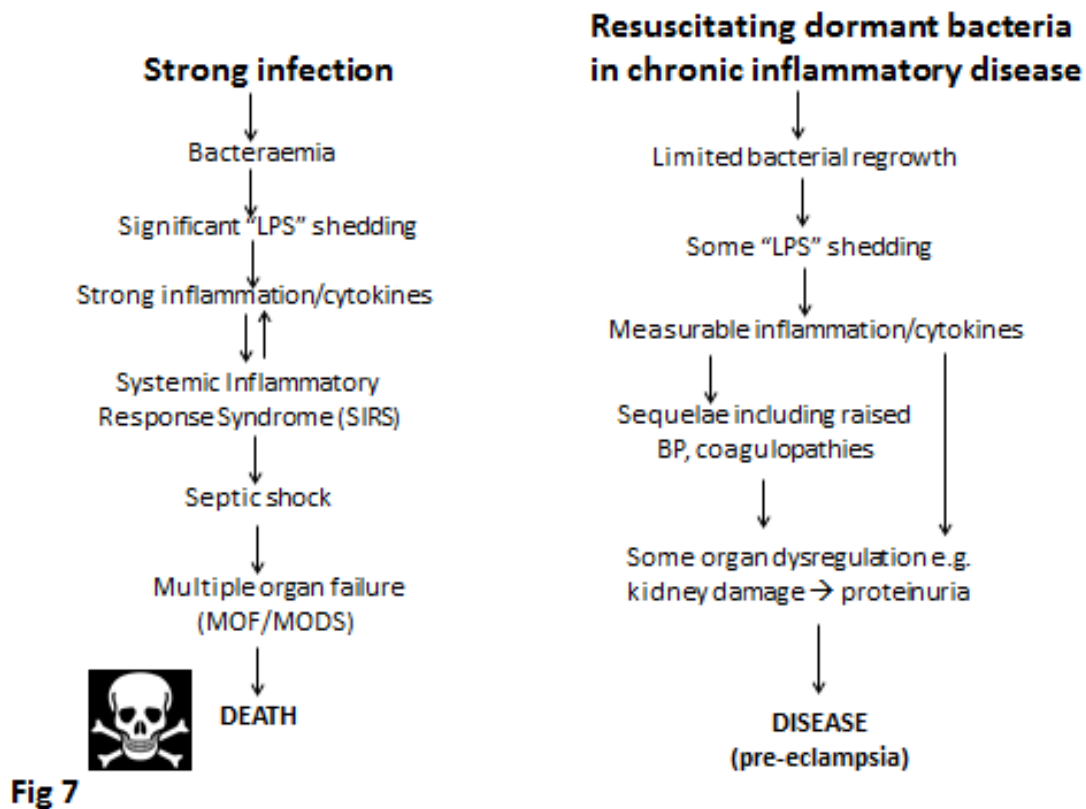 Strong infection
Bacteraemia
Significant “LPS” shedding
Strong inflammation/cytokines
Systemic Inflammatory
Response Syndrome (SIRS)
Septic shock
Multiple organ failure
(MOF/MODS)
DEATH
Resuscitating dormant bacteria
in chronic inflammatory disease
Limited bacterial regrowth
Some “LPS” shedding
Measurable inflammation/cytokines
Sequelae including raised
BP, coagulopathies
Some organ dysregulation e.g.
kidney damage → proteinuria
DISEASE
(pre-eclampsia)
Fig 7